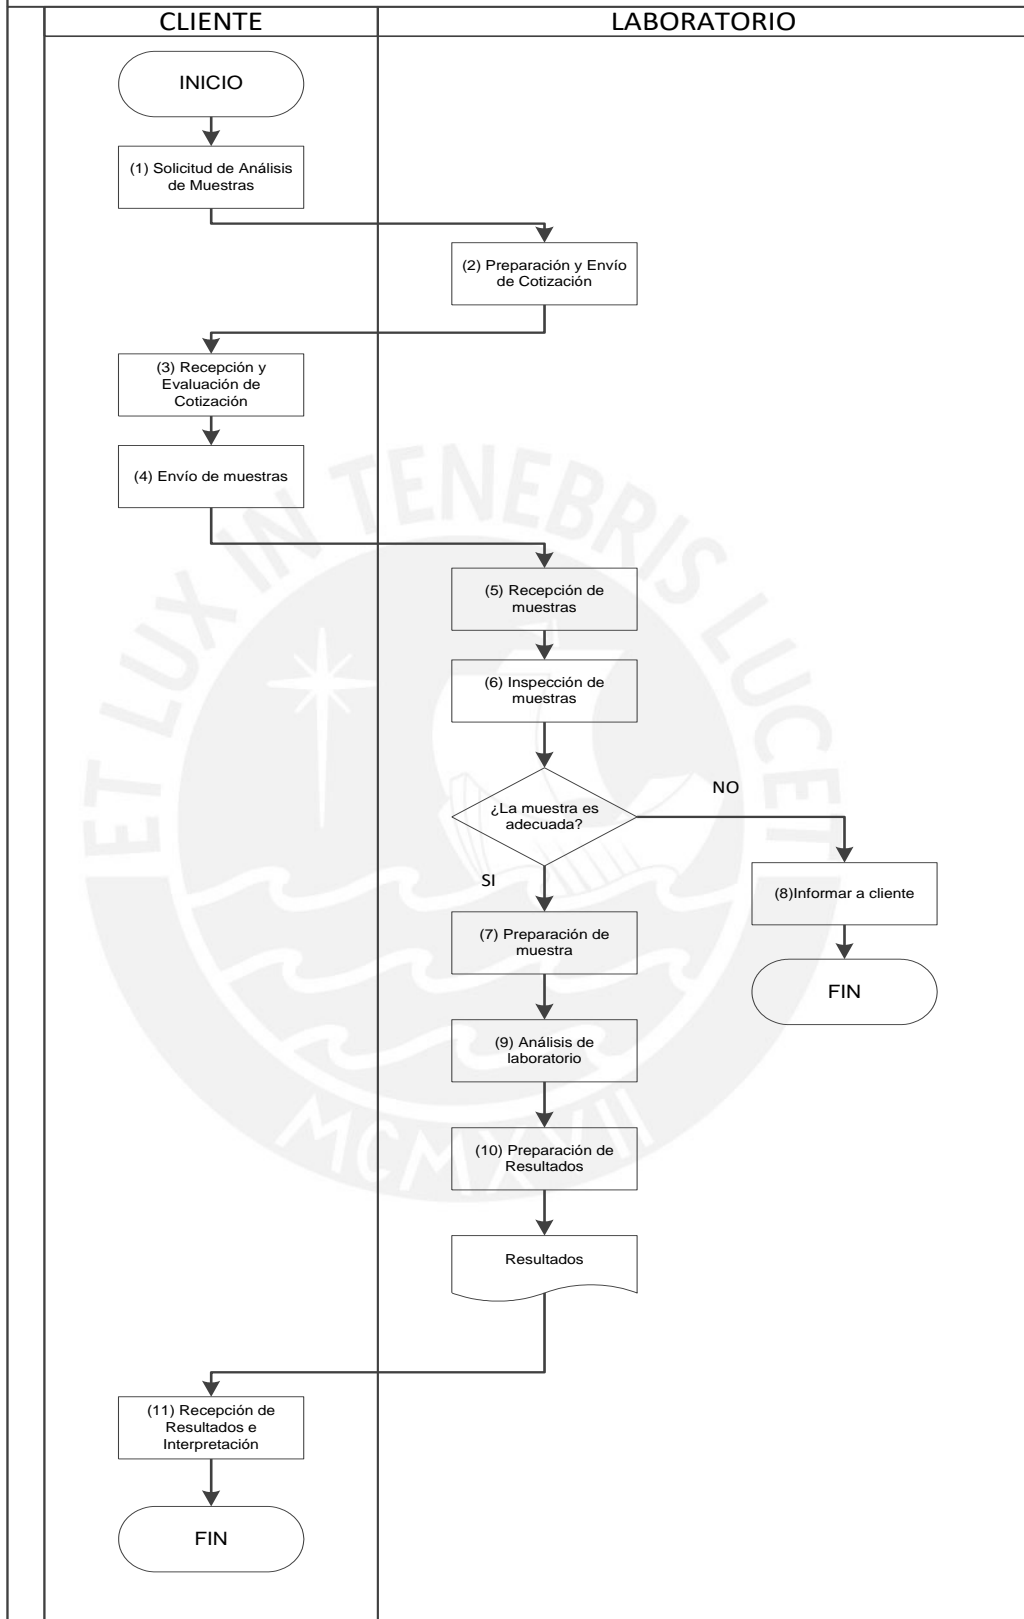 CLIENTE
LABORATORIO
INICIO
(1) Solicitud de Análisis
de Muestras
(2) Preparación y Envío
de Cotización
(3) Recepción y
Evaluación de
Cotización
(4) Envío de muestras
(5) Recepción de
muestras
(6) Inspección de
muestras
¿La muestra es
adecuada?
NO
SI
(8)Informar a cliente
(7) Preparación de
muestra
FIN
(9) Análisis de
laboratorio
(10) Preparación de
Resultados
Resultados
(11) Recepción de
Resultados e
Interpretación
FIN
ET LUX IN TENEBRIS LUCET
MCMXVII